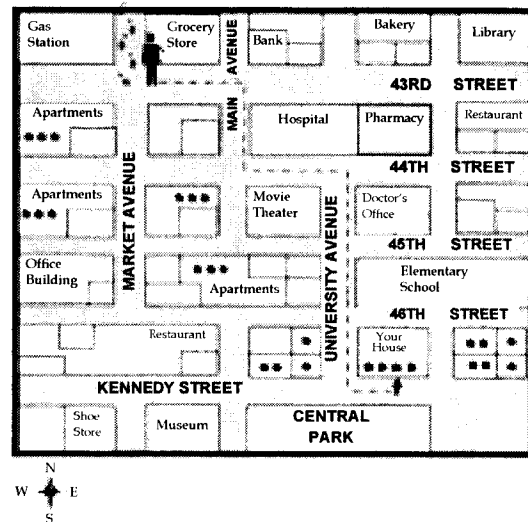 Gas
Station
Grocery
Store
MAIN AVENUE
Bank
Bakery
Library
43RD STREET
Apartments
Hospital
Pharmacy
Restaurant
44TH STREET
MARKET AVENUE
Apartments
Movie
Theater
UNIVERSITY AVENUE
Doctor's
Office
45TH STREET
Office
Building
Apartments
Elementary
School
46TH STREET
Restaurant
Your
House
KENNEDY STREET
Shoe
Store
Museum
CENTRAL
PARK
N
W E
S